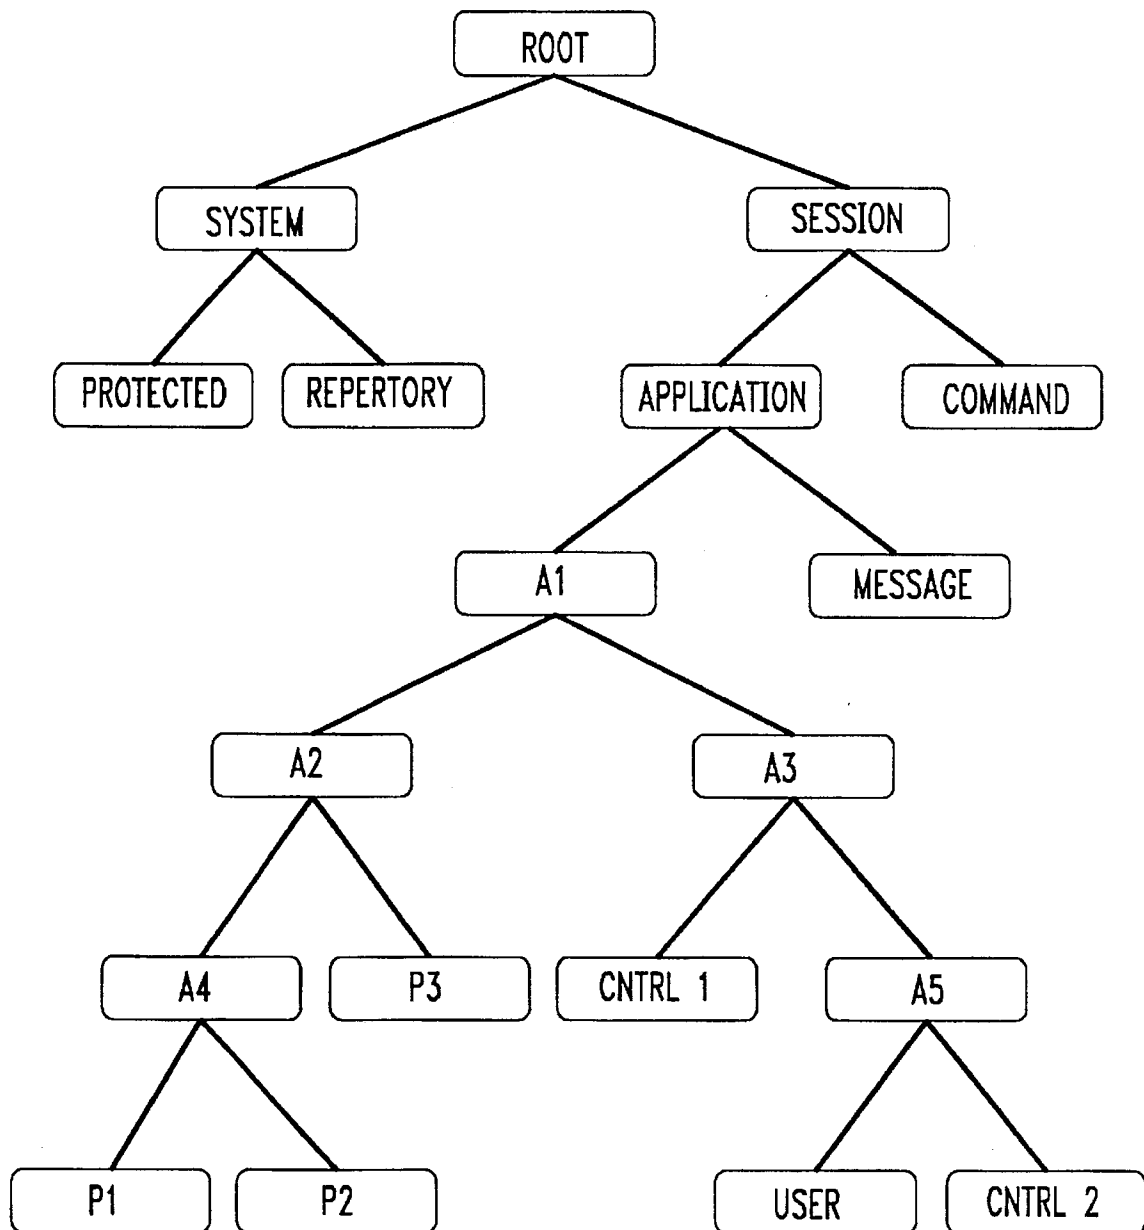 ROOT
SYSTEM
SESSION
PROTECTED
REPERTORY
APPLICATION
COMMAND
A1
MESSAGE
A2
A3
A4
P3
CNTRL 1
A5
P1
P2
USER
CNTRL 2